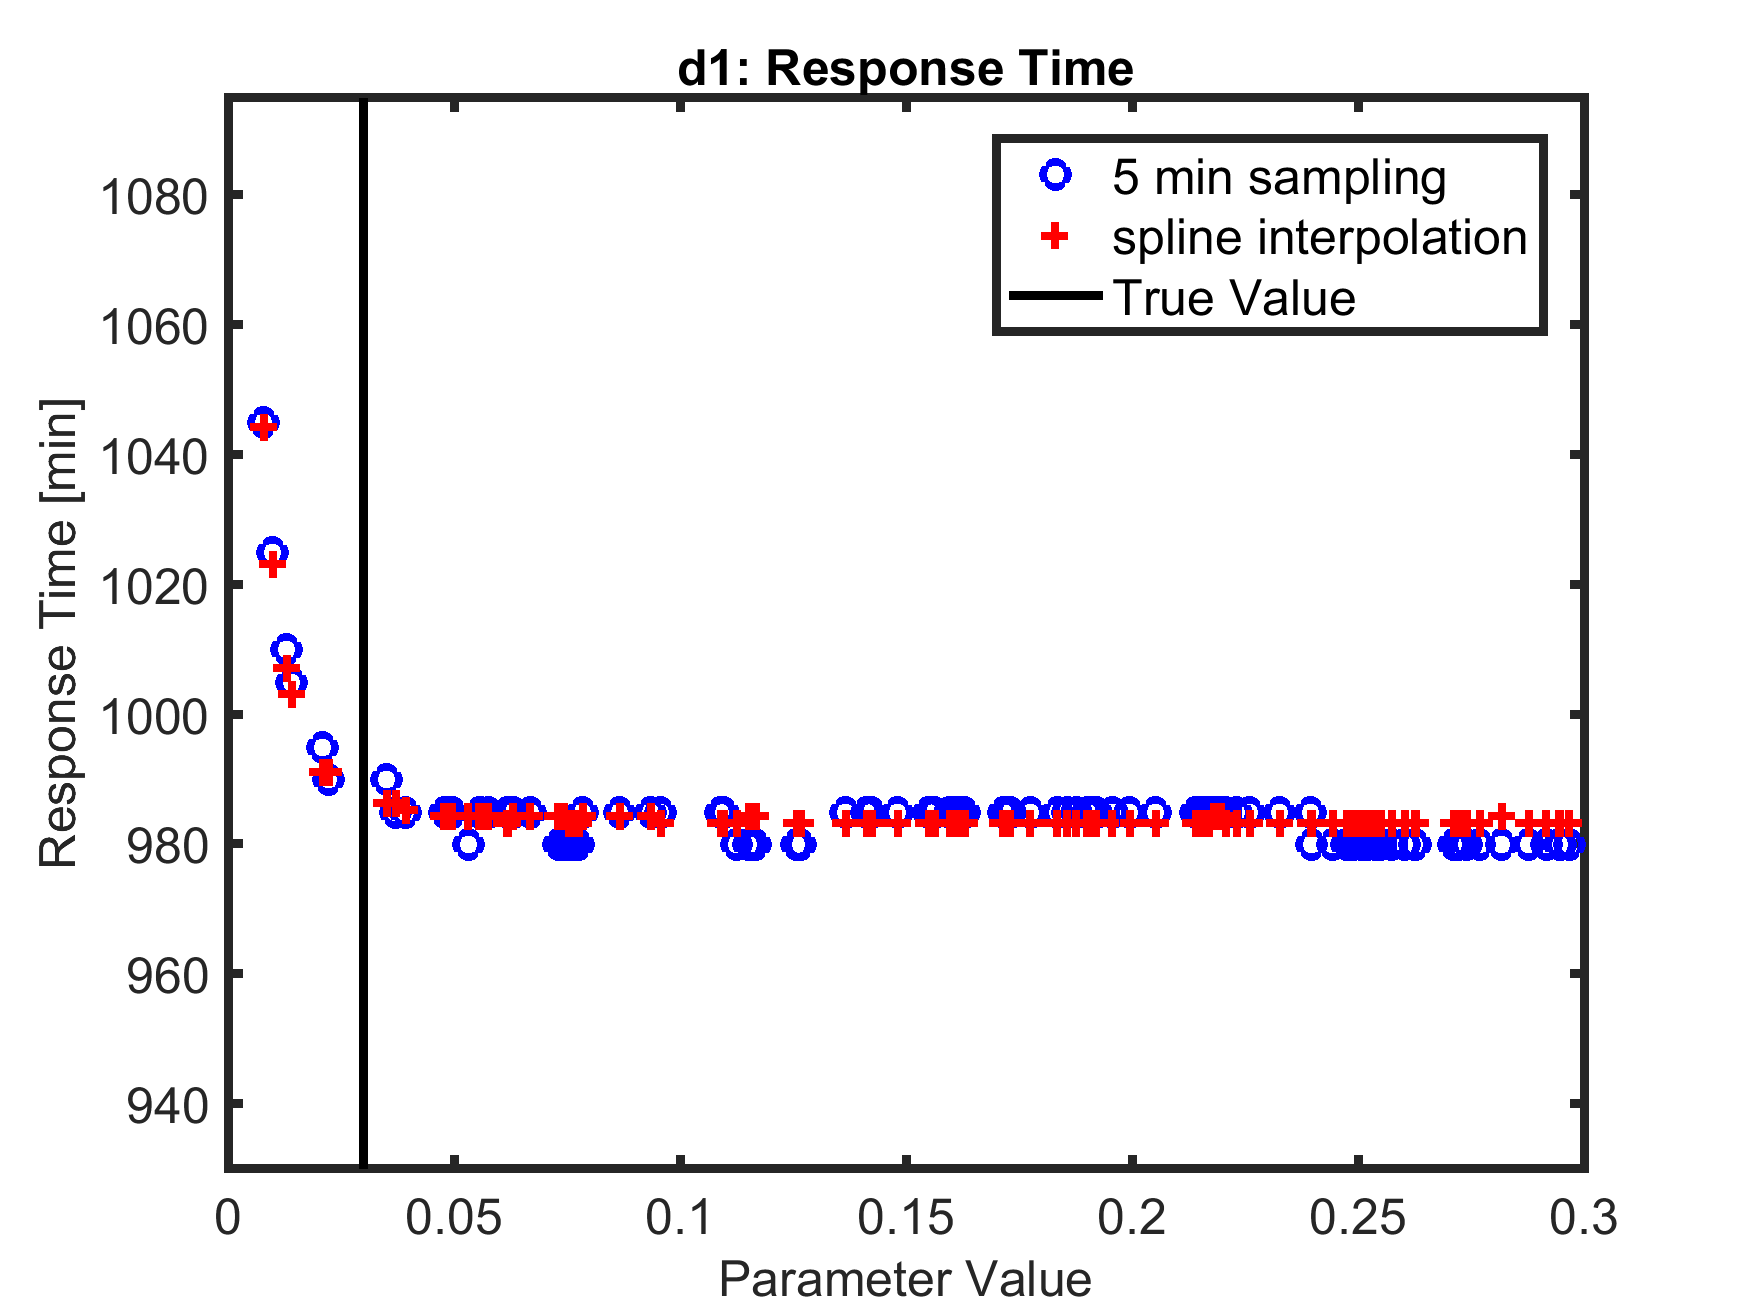 d1: Response Time
5 min sampling
spline interpolation
True Value
Response Time [min]
1080
1060
1040
1020
1000
980
960
940
0 0.05 0.1 0.15 0.2 0.25 0.3
Parameter Value